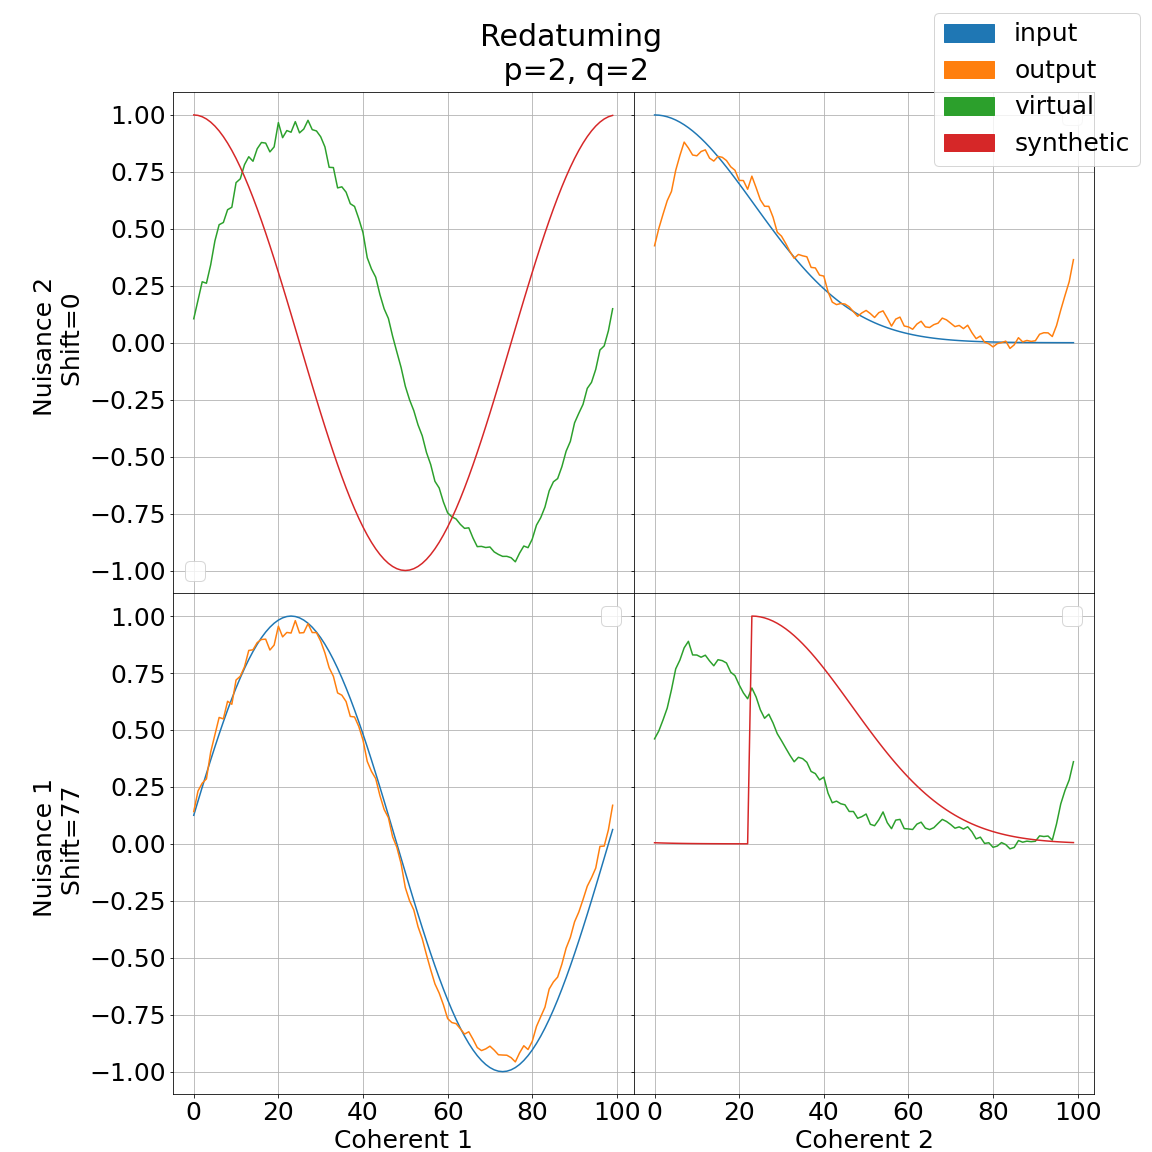 Redatuming
p=2, q=2
input
output
virtual
synthetic
Nuisance 2
Shift=0
1.00
0.75
0.50
0.25
0.00
−0.25
−0.50
−0.75
−1.00
Nuisance 1
Shift=77
1.00
0.75
0.50
0.25
0.00
−0.25
−0.50
−0.75
−1.00
0 20 40 60 80 100
0 20 40 60 80 100
Coherent 1
Coherent 2